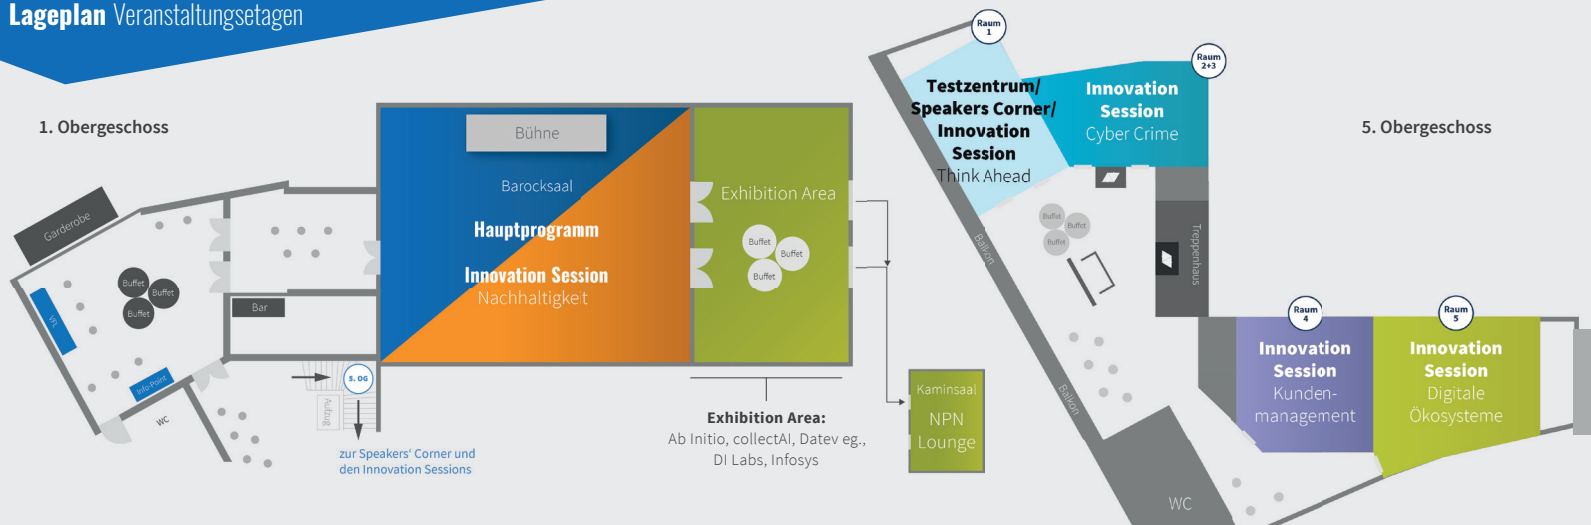 Lageplan Veranstaltungsetagen
1. Obergeschoss
Garderobe
Buffet
Buffet
Buffet
VFL
Info-Point
WC
Bar
Aufzug
5. OG
zur Speakers' Corner und
den Innovation Sessions
Bühne
Barocksaal
Hauptprogramm
Innovation Session
Nachhaltigkeit
Exhibition Area
Buffet
Buffet
Buffet
Exhibition Area:
Ab Initio, collectAI, Datev eg.,
DI Labs, Infosys
Kaminsaal
NPN
Lounge
5. Obergeschoss
Raum
1
Testzentrum/
Speakers Corner/
Innovation
Session
Think Ahead
Raum
2+3
Innovation
Session
Cyber Crime
Balkon
Buffet
Buffet
Buffet
Treppenhaus
Balkon
WC
Raum
4
Innovation
Session
Kunden-
management
Raum
5
Innovation
Session
Digitale
Ökosysteme